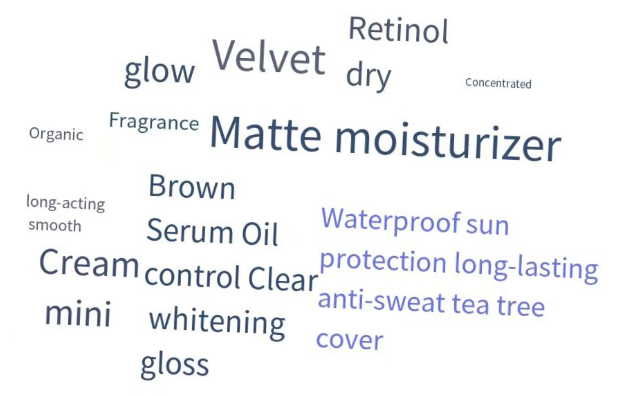 Retinol
Velvet
glow
dry
Concentrated
Fragrance
Organic
Matte moisturizer
Brown
long-acting
smooth
Serum Oil
Cream
control Clear
mini
whitening
gloss
Waterproof sun
protection long-lasting
anti-sweat tea tree
cover